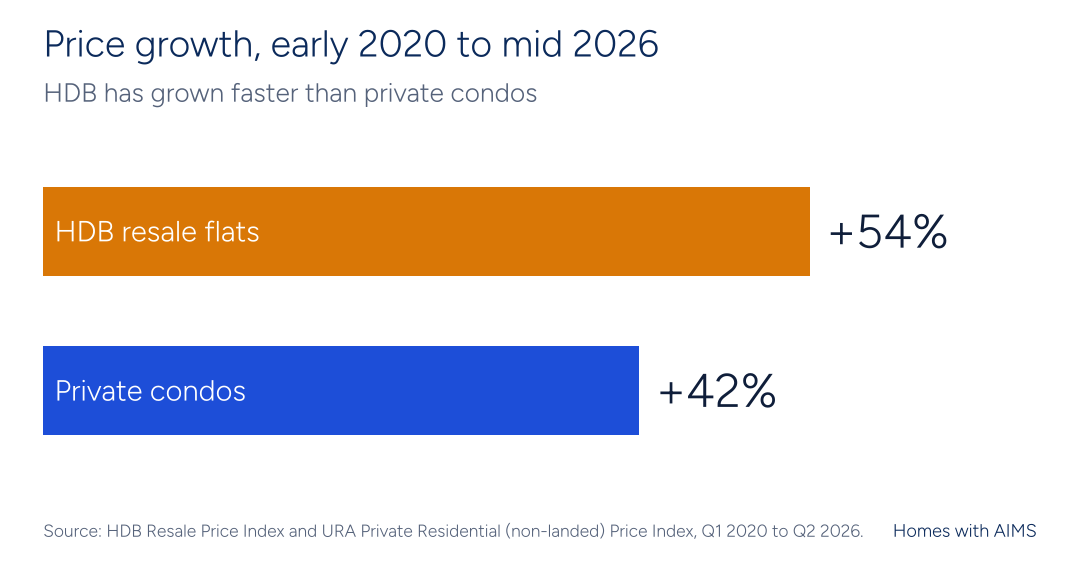 Price growth, early 2020 to mid 2026
HDB has grown faster than private condos
HDB resale flats
+54%
Private condos
+42%
Source: HDB Resale Price Index and URA Private Residential (non-landed) Price Index, Q1 2020 to Q2 2026.
Homes with AIMS